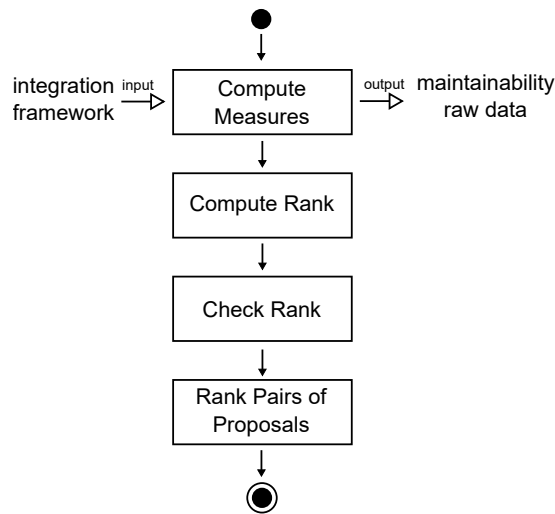 integration
framework
input
Compute
Measures
output
maintainability
raw data
Compute Rank
Check Rank
Rank Pairs of
Proposals